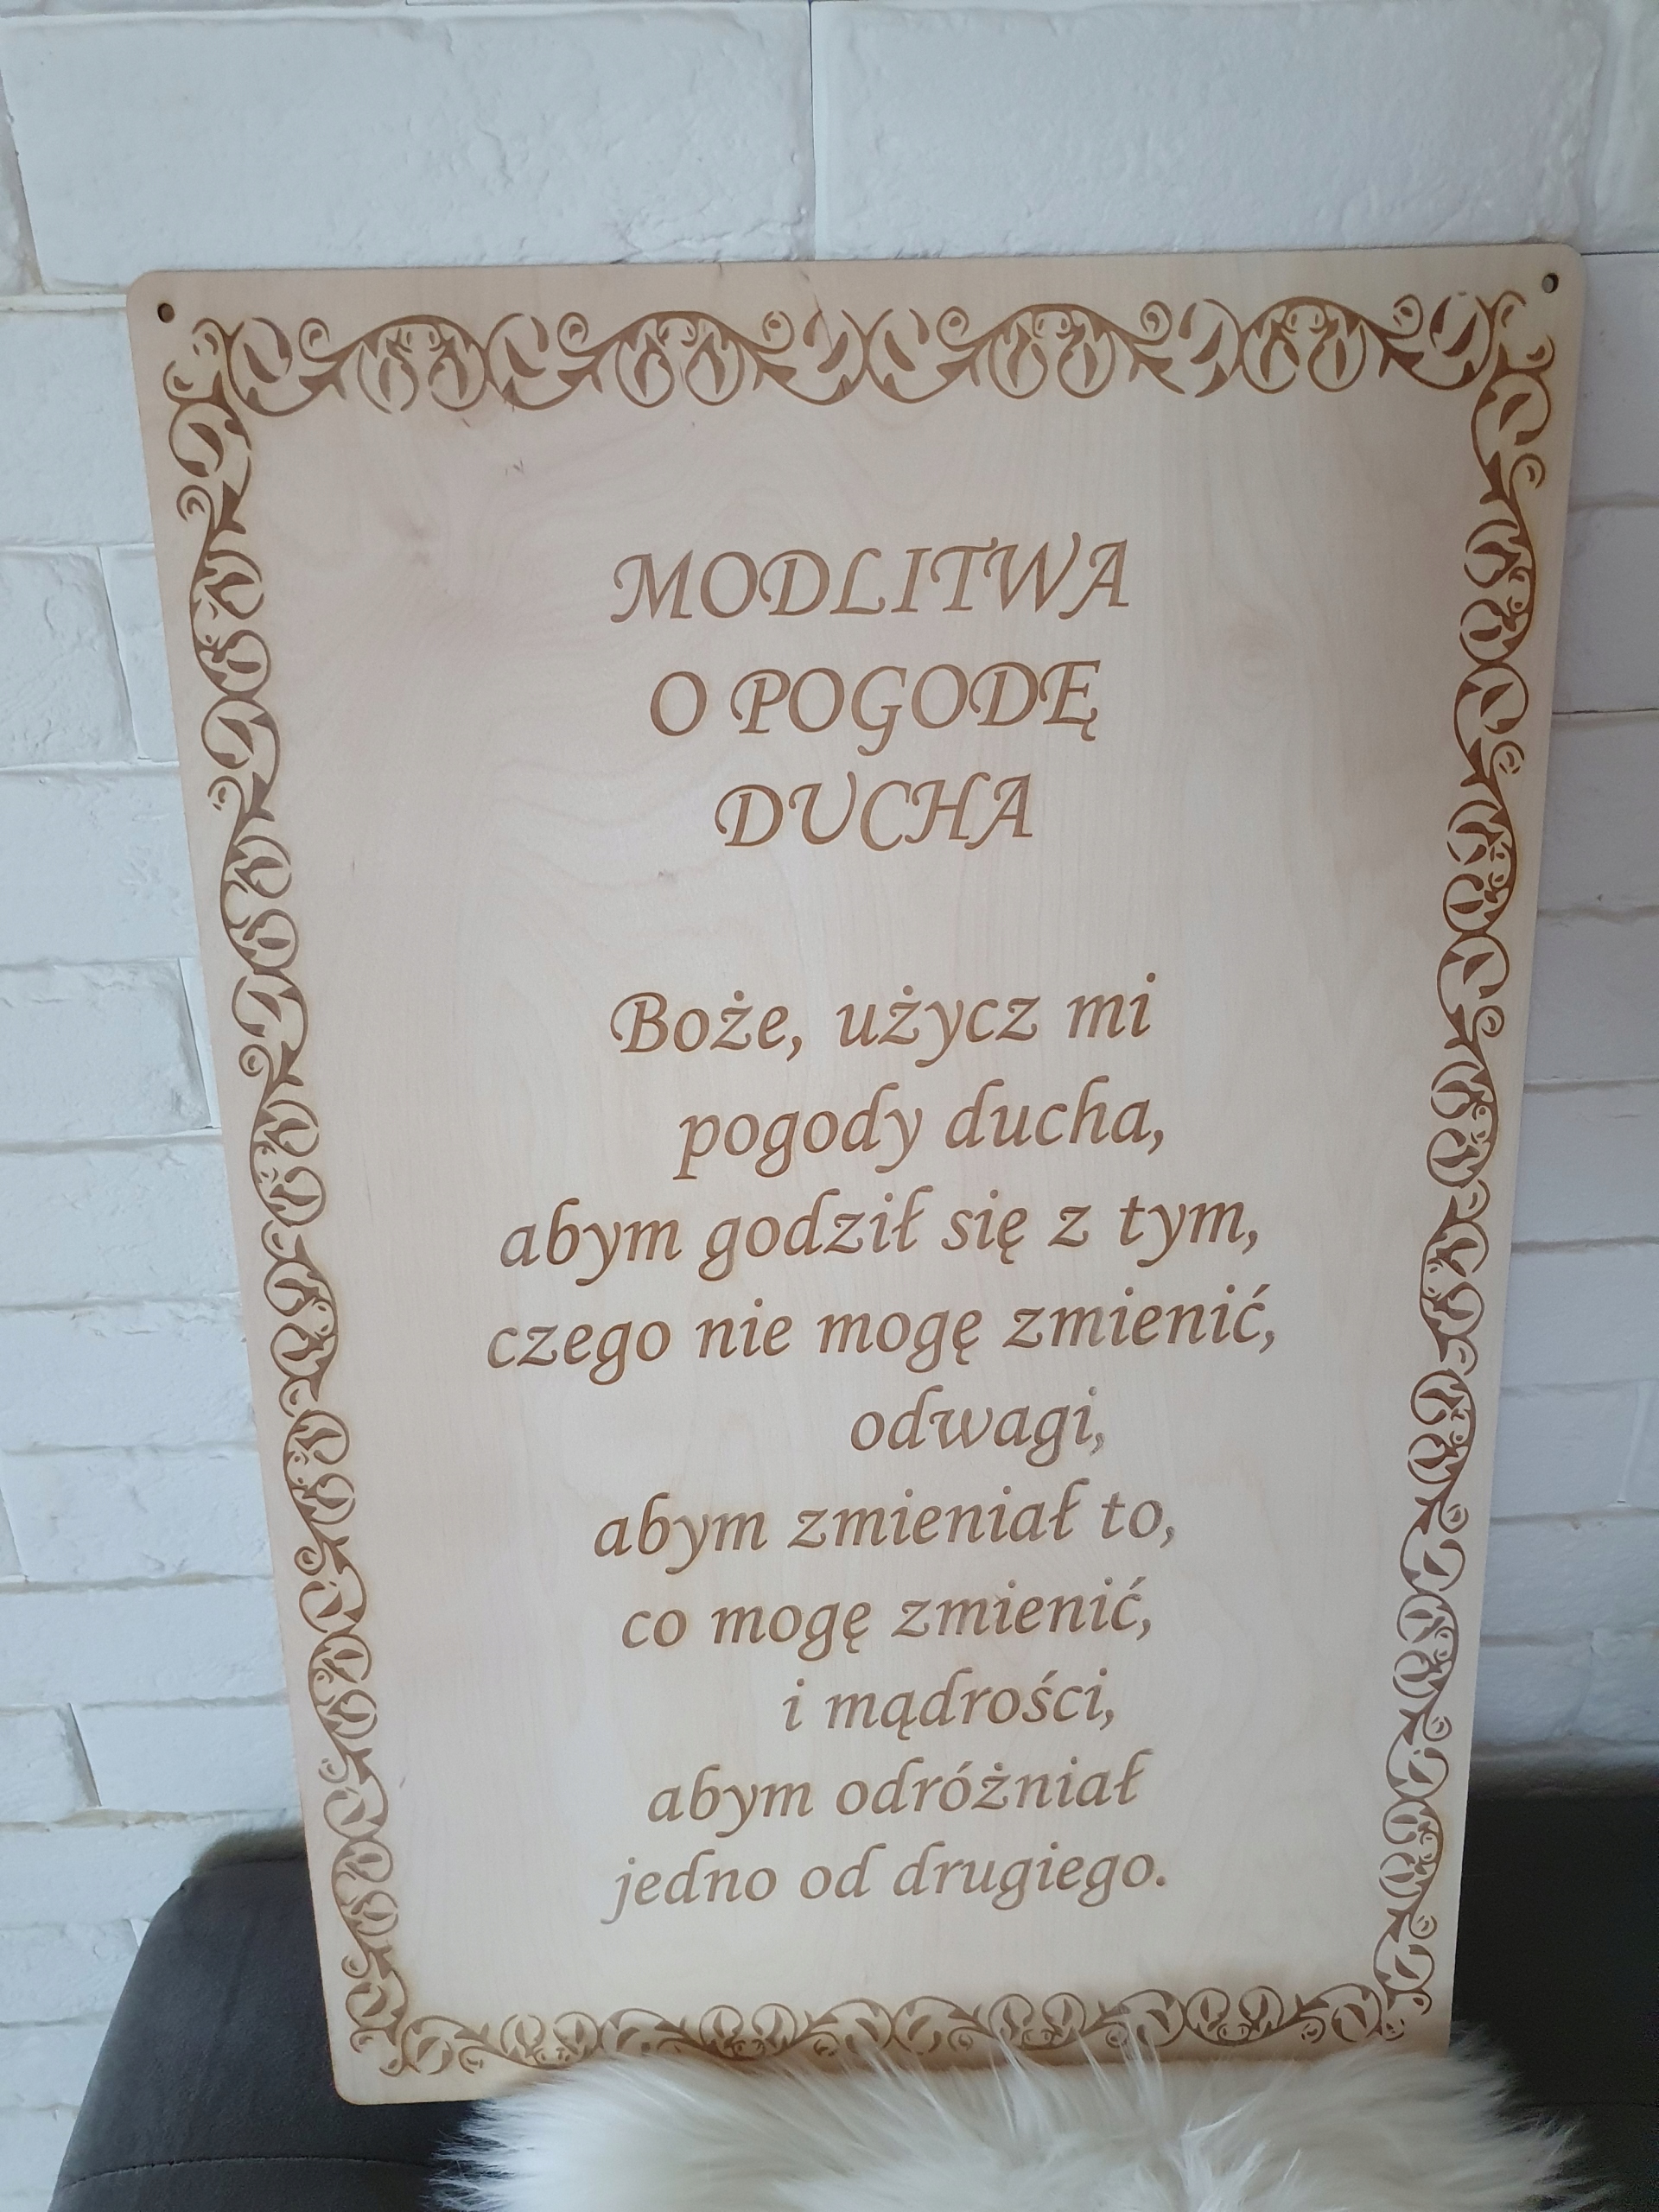 MODLITWA
O POGODĘ
DUCHA
Boże, użycz mi
pogody ducha,
abym godził się z tym,
czego nie mogę zmienić,
odwagi,
abym zmieniał to,
co mogę zmienić,
i mądrości,
abym odróżniał
jedno od drugiego.